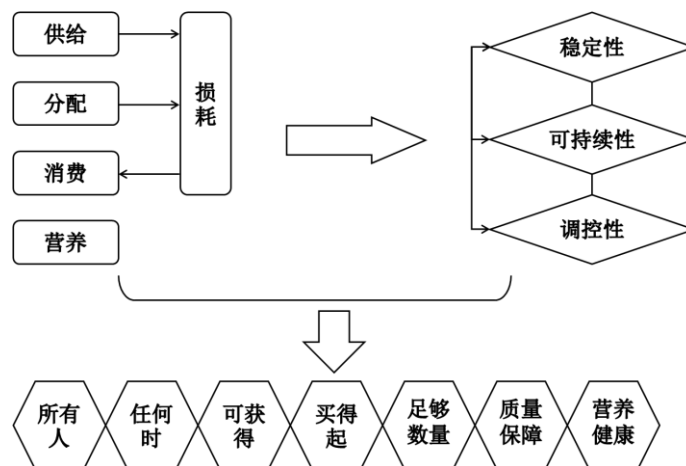 供给
分配
消费
营养
损
耗
稳定性
可持续性
调控性
所有
人
任何
时
可获
得
买得
起
足够
数量
质量
保障
营养
健康